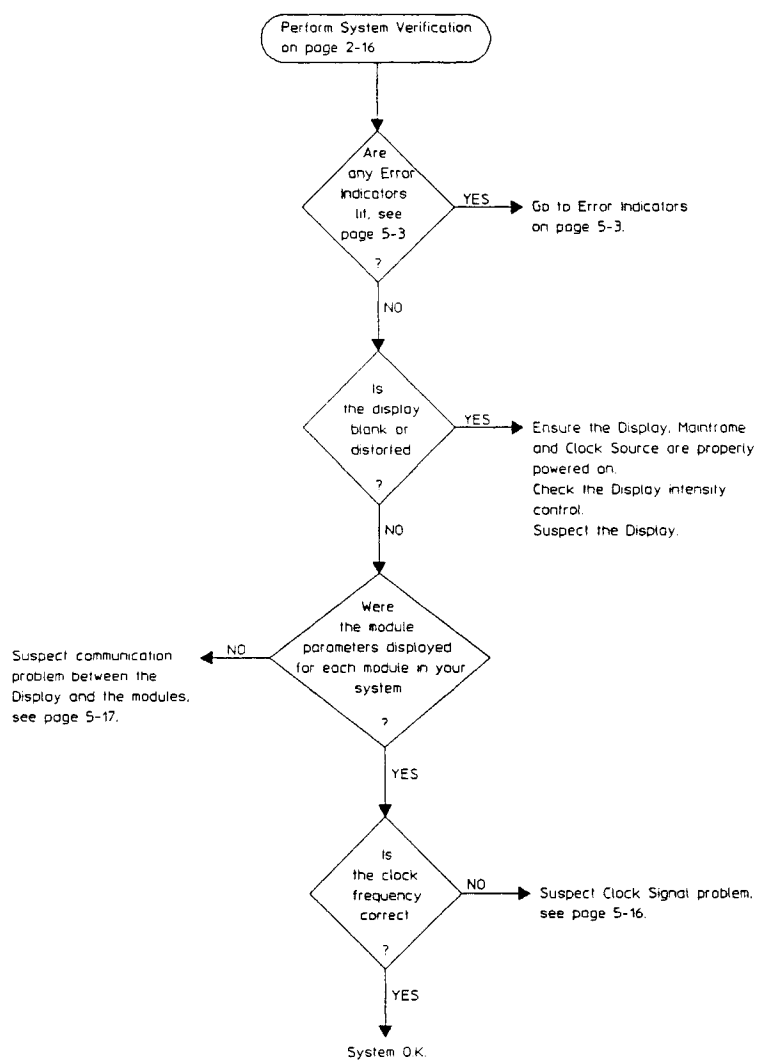 Perform System Verification
on page 2-16
Are
any Error
Indicators
lit, see
page 5-3
?
YES
Go to Error Indicators
on page 5-3.
NO
Is
the display
blank or
distorted
?
YES
Ensure the Display, Mainframe
and Clock Source are properly
powered on.
Check the Display intensity
control.
Suspect the Display.
NO
Were
the module
parameters displayed
for each module in your
system
?
NO
Suspect communication
problem between the
Display and the modules,
see page 5-17.
YES
Is
the clock
frequency
correct
?
NO
Suspect Clock Signal problem,
see page 5-16.
YES
System O.K.